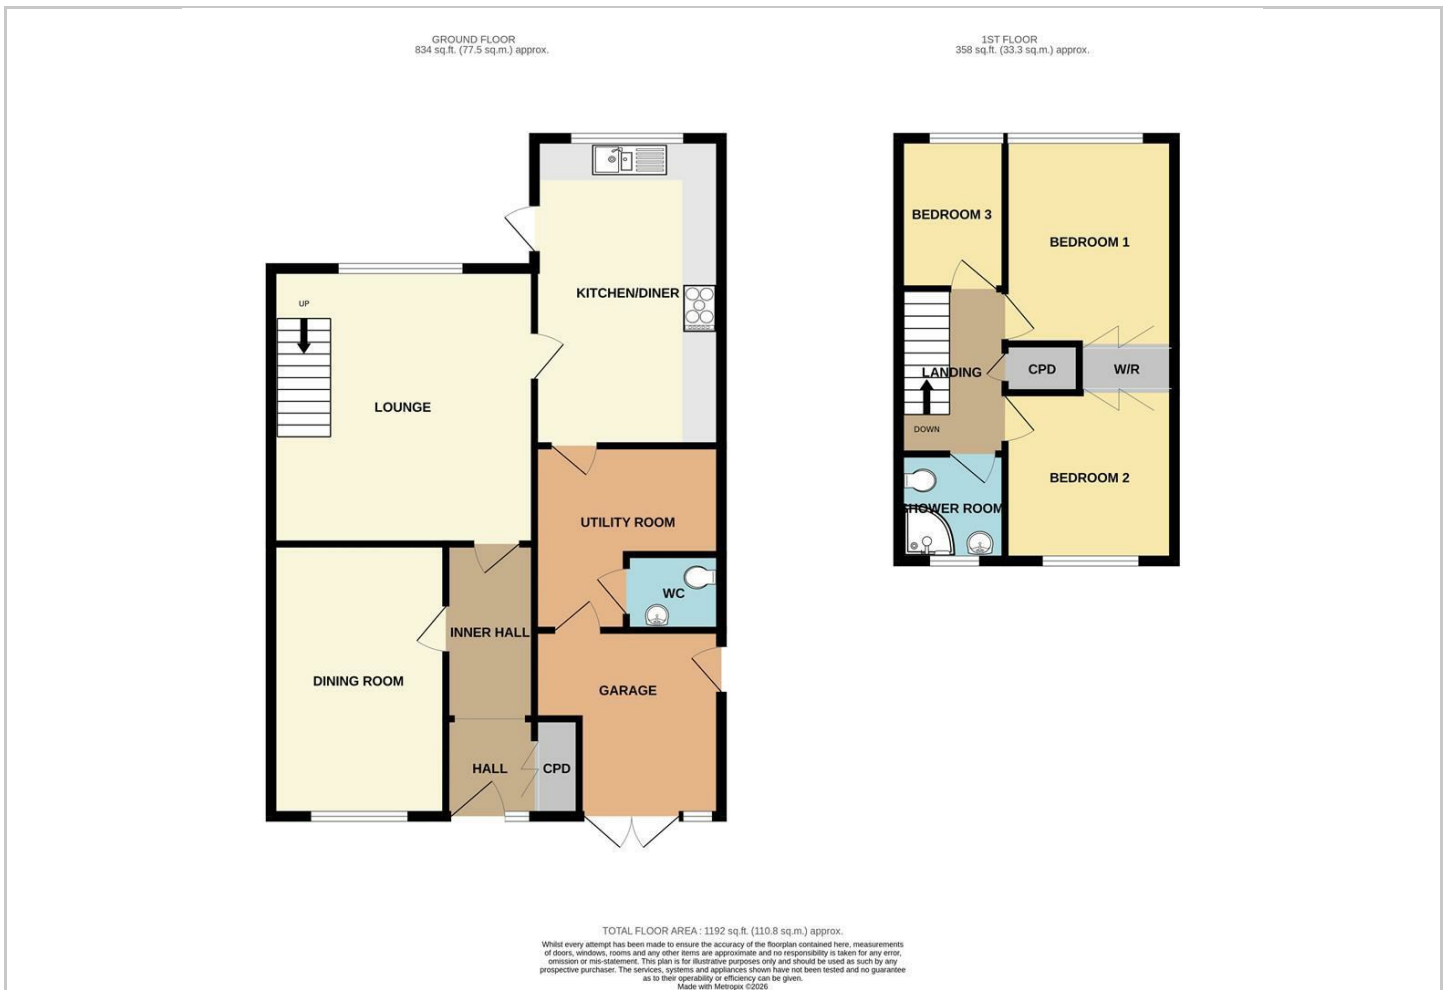 GROUND FLOOR
834 sq.ft. (77.5 sq.m.) approx.
1ST FLOOR
358 sq.ft. (33.3 sq.m.) approx.
UP
KITCHEN/DINER
LOUNGE
UTILITY ROOM
WC
INNER HALL
DINING ROOM
GARAGE
HALL
CPD
BEDROOM 3
BEDROOM 1
LANDING
CPD
W/R
DOWN
BEDROOM 2
SHOWER ROOM
TOTAL FLOOR AREA : 1192 sq.ft. (110.8 sq.m.) approx.
Whilst every attempt has been made to ensure the accuracy of the floorplan contained here, measurements
of doors, windows, rooms and any other items are approximate and no responsibility is taken for any error,
omission or mis-statement. This plan is for illustrative purposes only and should be used as such by any
prospective purchaser. The services, systems and appliances shown have not been tested and no guarantee
as to their operability or efficiency can be given.
Made with Metropix ©2026